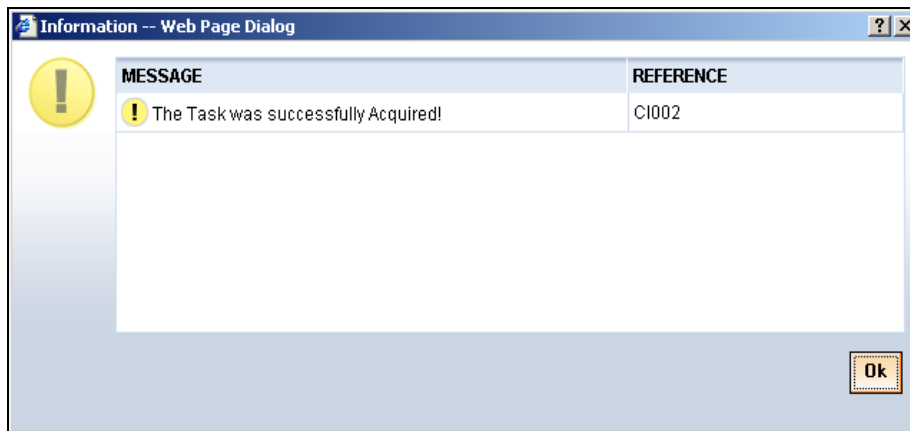 Information -- Web Page Dialog
MESSAGE REFERENCE
The Task was successfully Acquired! CI002
Ok